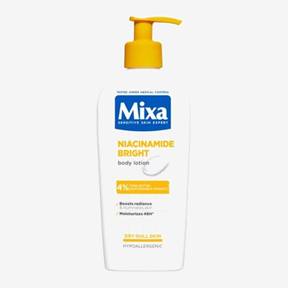 TESTED UNDER MEDICAL CONTROL
Mixa
SENSITIVE SKIN EXPERT
NIACINAMIDE
BRIGHT
body lotion
4%
Boosts radiance
Moisturizes 48H*
DRY DULL SKIN
HYPOALLERGENIC